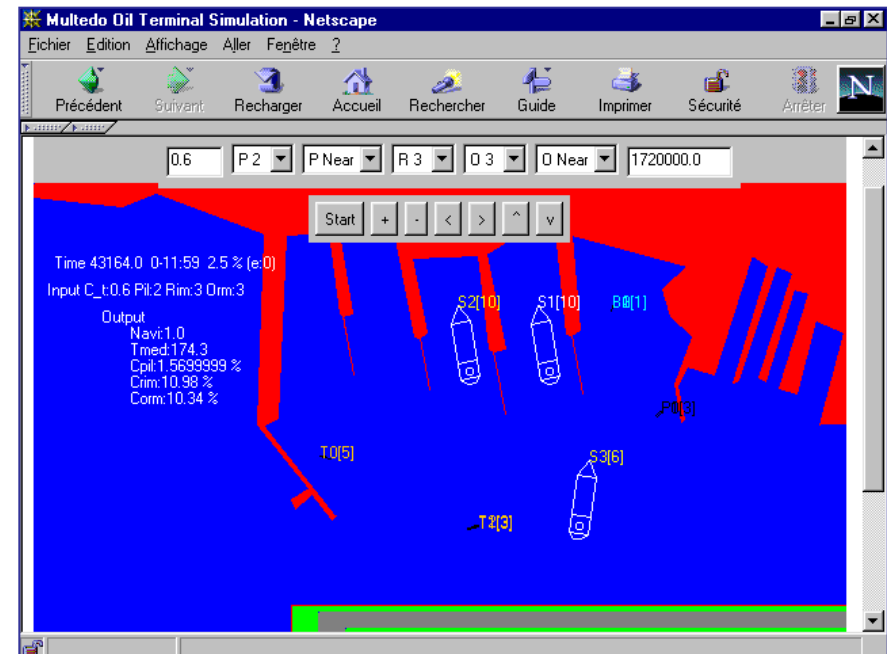 Multedo Oil Terminal Simulation - Netscape
Fichier Edition Affichage Aller Fenêtre ?
Précédent Suivant Recharger Accueil Rechercher Guide Imprimer Sécurité Arrêter N
0.6 P 2 P Near R 3 O 3 O Near 1720000.0
Start + - < > ^ v
Time 43164.0 0-11:59 2.5 % (e:0)
Input C_t:0.6 Pil:2 Rim:3 Orm:3
Output
Navi:1.0
Tmed:174.3
Cpil:1.5699999 %
Crim:10.98 %
Corm:10.34 %
S2[10] S1[10]
T0[5]
S3[6]